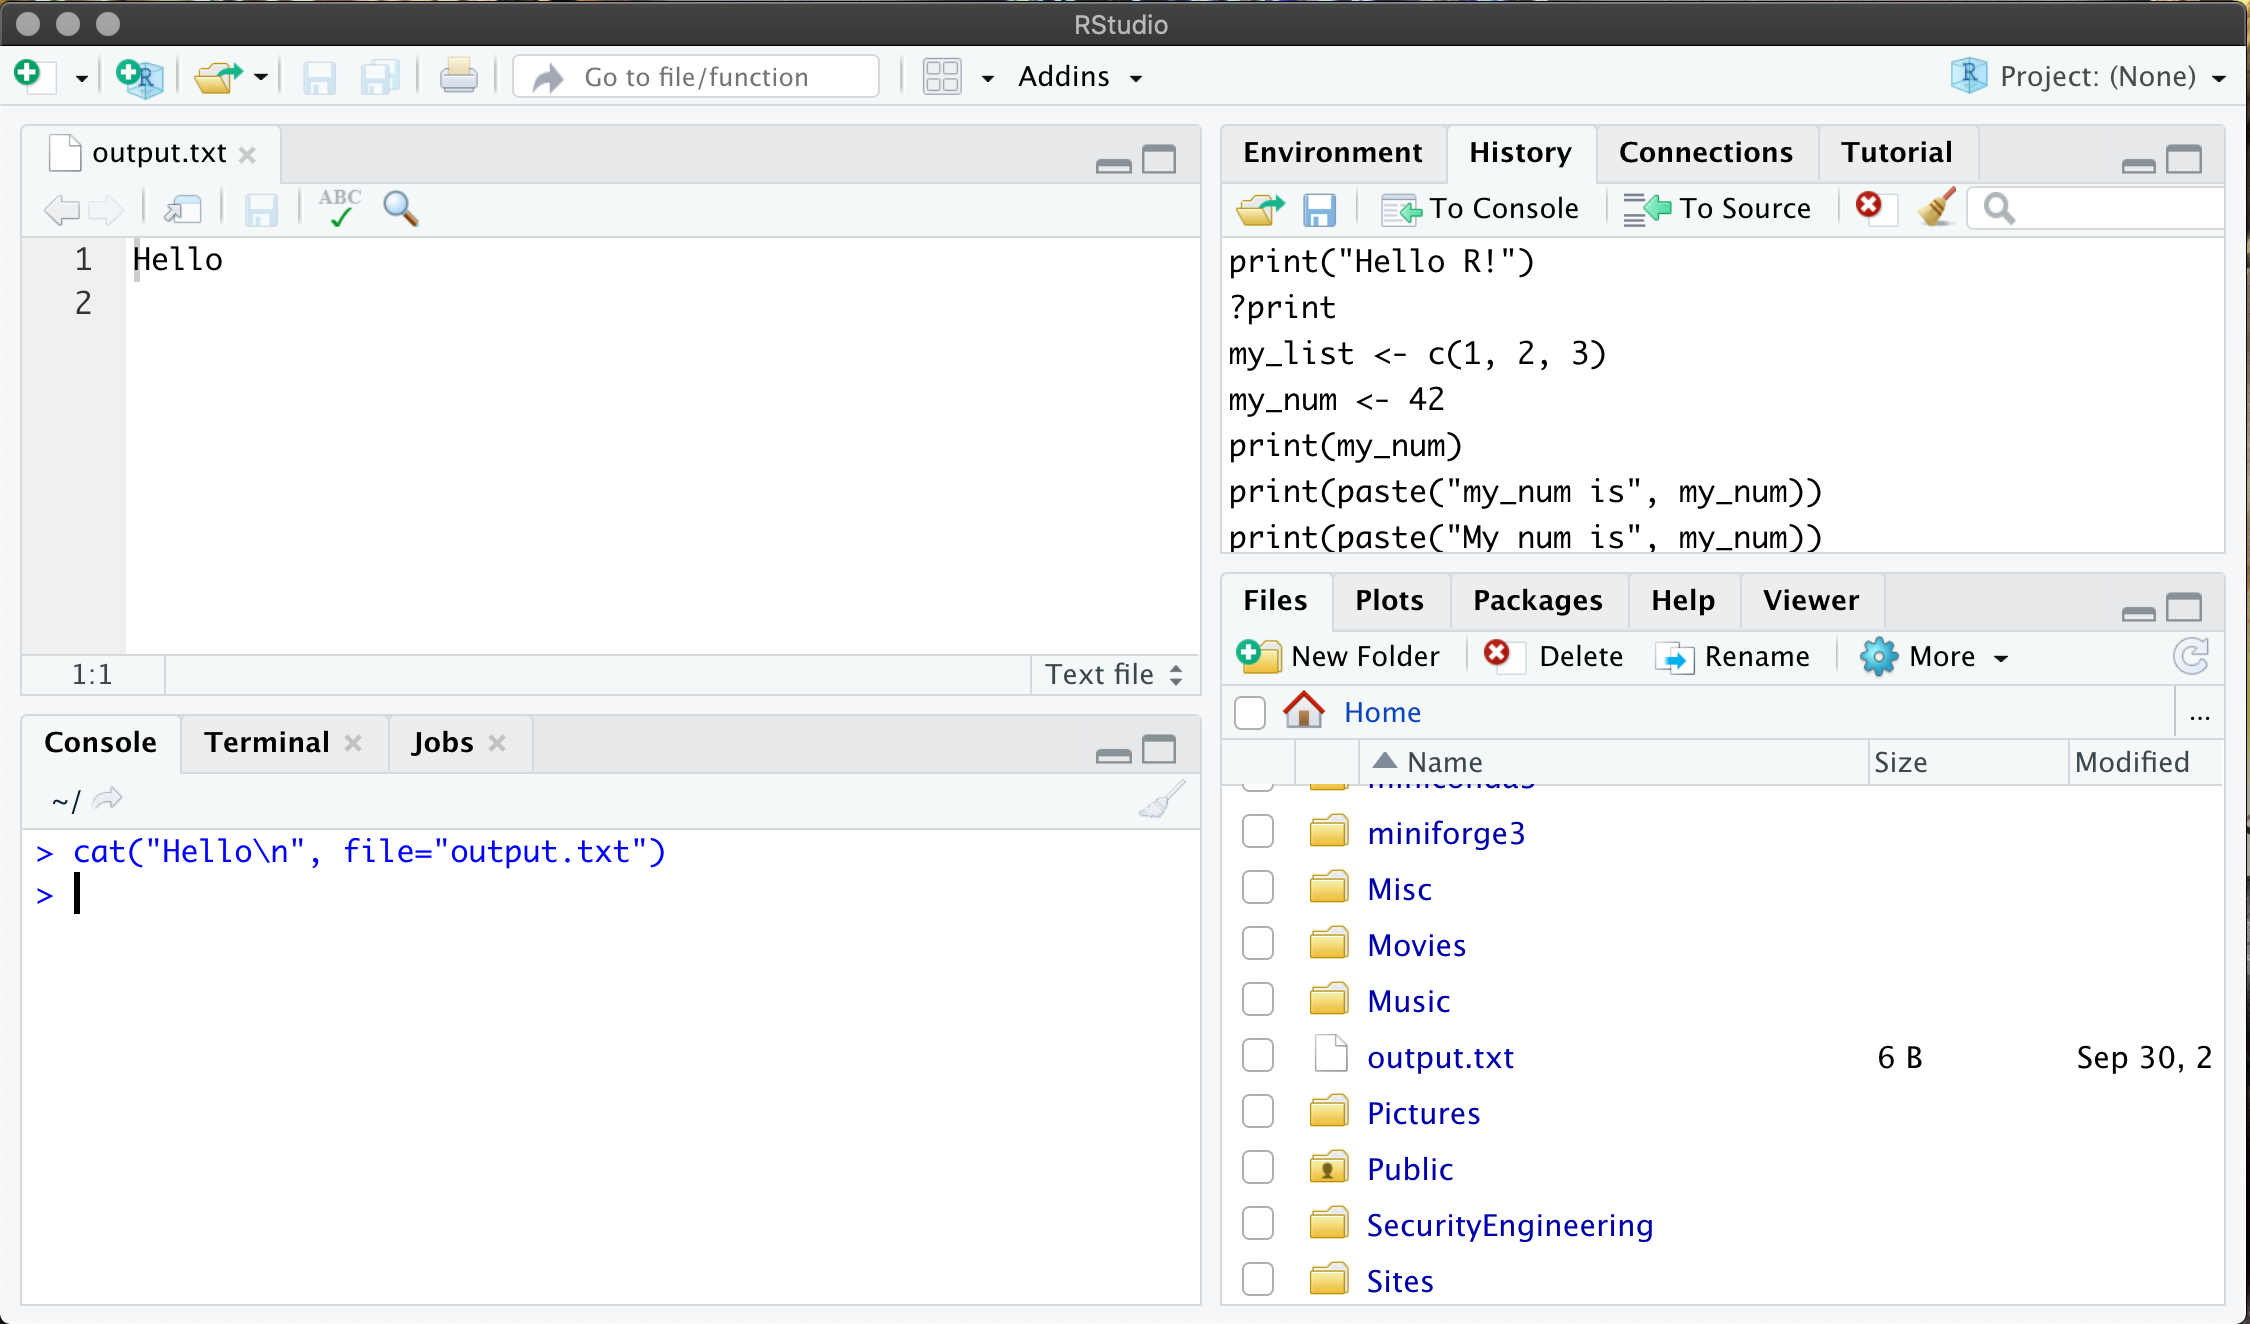 RStudio
Go to file/function
Addins
Project: (None)
output.txt
ABC
1 Hello
2
1:1
Text file
Console
Terminal
Jobs
~/
> cat("Hello\n", file="output.txt")
>
Environment
History
Connections
Tutorial
To Console
To Source
print("Hello R!")
?print
my_list <- c(1, 2, 3)
my_num <- 42
print(my_num)
print(paste("my_num is", my_num))
print(paste("My num is", my_num))
Files
Plots
Packages
Help
Viewer
New Folder
Delete
Rename
More
Home
...
Name
Size
Modified
miniconda3
miniforge3
Misc
Movies
Music
output.txt 6 B Sep 30, 2
Pictures
Public
SecurityEngineering
Sites